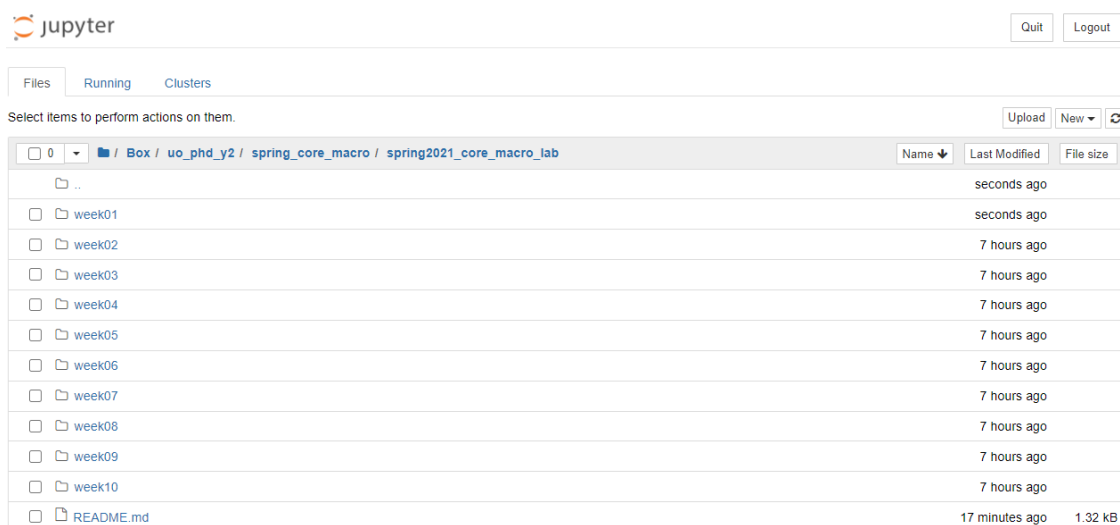 jupyter
Quit Logout
Files Running Clusters
Select items to perform actions on them.
Upload New
0 / Box / uo_phd_y2 / spring_core_macro / spring2021_core_macro_lab Name Last Modified File size
.. seconds ago
week01 seconds ago
week02 7 hours ago
week03 7 hours ago
week04 7 hours ago
week05 7 hours ago
week06 7 hours ago
week07 7 hours ago
week08 7 hours ago
week09 7 hours ago
week10 7 hours ago
README.md 17 minutes ago 1.32 kB